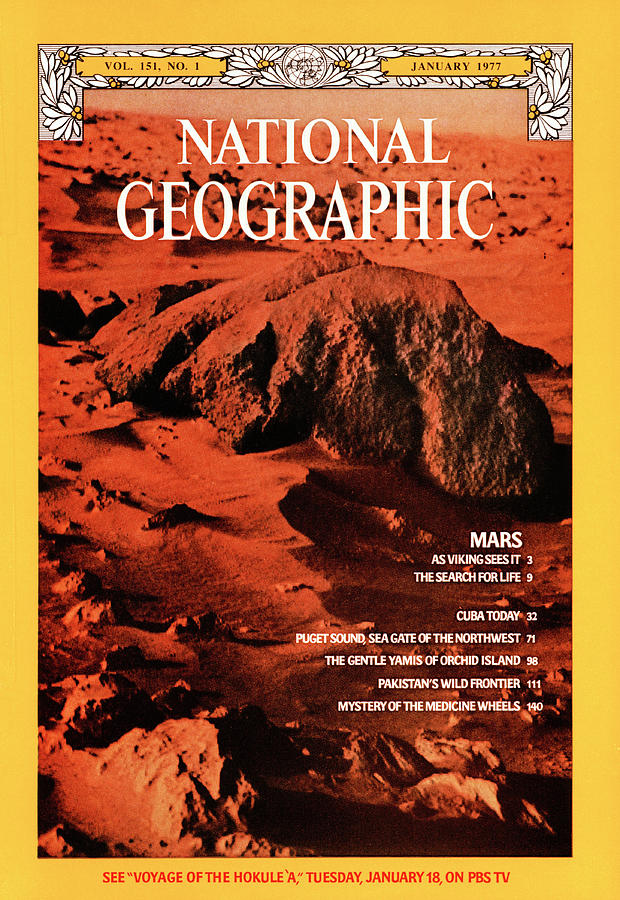 VOL. 151, NO. 1
JANUARY 1977
NATIONAL
GEOGRAPHIC
MARS
AS VIKING SEES IT 3
THE SEARCH FOR LIFE 9
CUBA TODAY 32
PUGET SOUND, SEA GATE OF THE NORTHWEST 71
THE GENTLE YAMIS OF ORCHID ISLAND 98
PAKISTAN'S WILD FRONTIER 111
MYSTERY OF THE MEDICINE WHEELS 140
SEE "VOYAGE OF THE HOKULE`A," TUESDAY, JANUARY 18, ON PBS TV